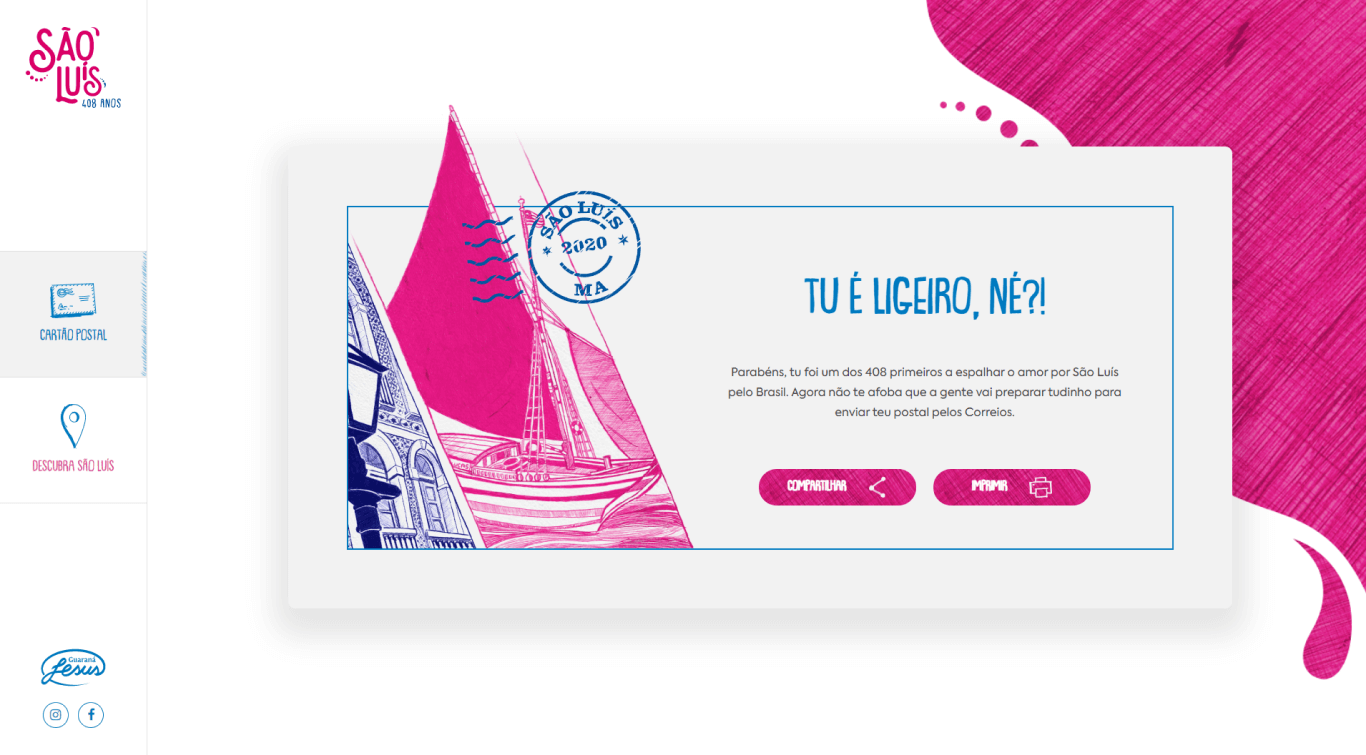 SÃO
LUÍS
408 ANOS
CARTÃO POSTAL
DESCUBRA SÃO LUÍS
Guaraná
Jesus
SÃO LUÍS
2020
MA
TU É LIGEIRO, NÉ?!
Parabéns, tu foi um dos 408 primeiros a espalhar o amor por São Luís
pelo Brasil. Agora não te afoba que a gente vai preparar tudinho para
enviar teu postal pelos Correios.
COMPARTILHAR
IMPRIMIR